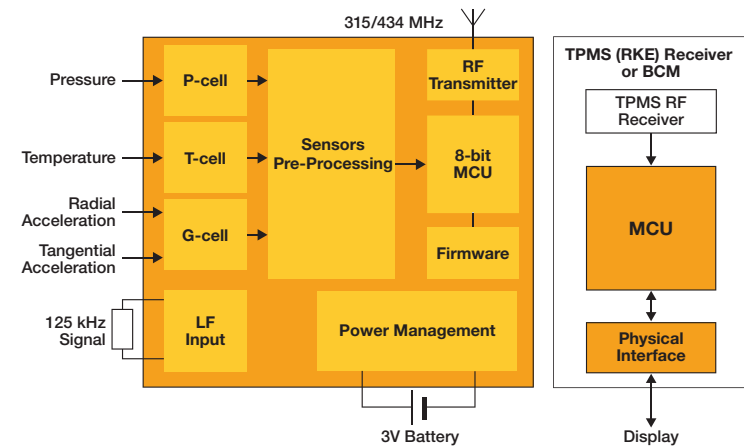 315/434 MHz
Pressure
P-cell
Temperature
T-cell
Radial
Acceleration
Tangential
Acceleration
G-cell
125 kHz
Signal
LF
Input
Sensors
Pre-Processing
RF
Transmitter
8-bit
MCU
Firmware
Power Management
3V Battery
TPMS (RKE) Receiver
or BCM
TPMS RF
Receiver
MCU
Physical
Interface
Display